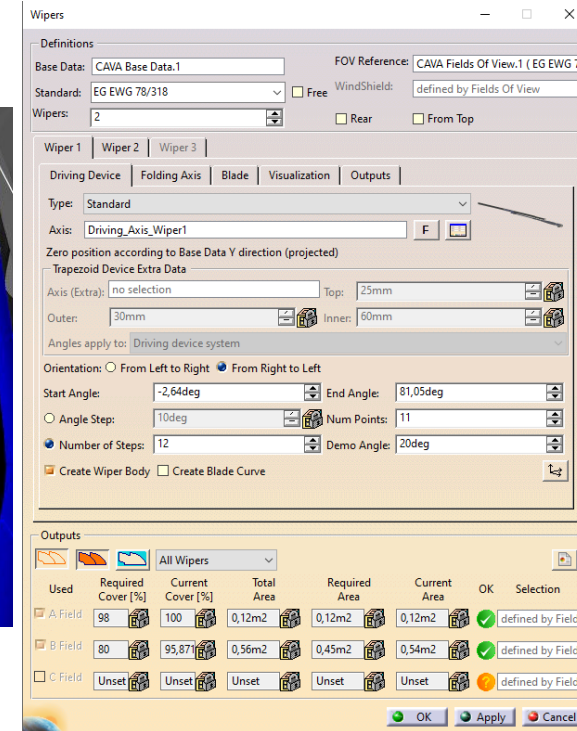 Wipers
Definitions
Base Data: CAVA Base Data.1 FOV Reference: CAVA Fields Of View.1 ( EG EWG 7
Standard: EG EWG 78/318 Free WindShield: defined by Fields Of View
Wipers: 2 Rear From Top
Wiper 1 Wiper 2 Wiper 3
Driving Device Folding Axis Blade Visualization Outputs
Type: Standard
Axis: Driving_Axis_Wiper1 F
Zero position according to Base Data Y direction (projected)
Trapezoid Device Extra Data
Axis (Extra): no selection Top: 25mm
Outer: 30mm Inner: 60mm
Angles apply to: Driving device system
Orientation: From Left to Right From Right to Left
Start Angle: -2,64deg End Angle: 81,05deg
Angle Step: 10deg Num Points: 11
Number of Steps: 12 Demo Angle: 20deg
Create Wiper Body Create Blade Curve
Outputs
All Wipers
Used Required Cover [%] Current Cover [%] Total Area Required Area Current Area OK Selection
A Field 98 100 0,12m2 0,12m2 0,12m2 defined by Field
B Field 80 95,871 0,56m2 0,45m2 0,54m2 defined by Field
C Field Unset Unset Unset Unset Unset defined by Field
OK Apply Cancel